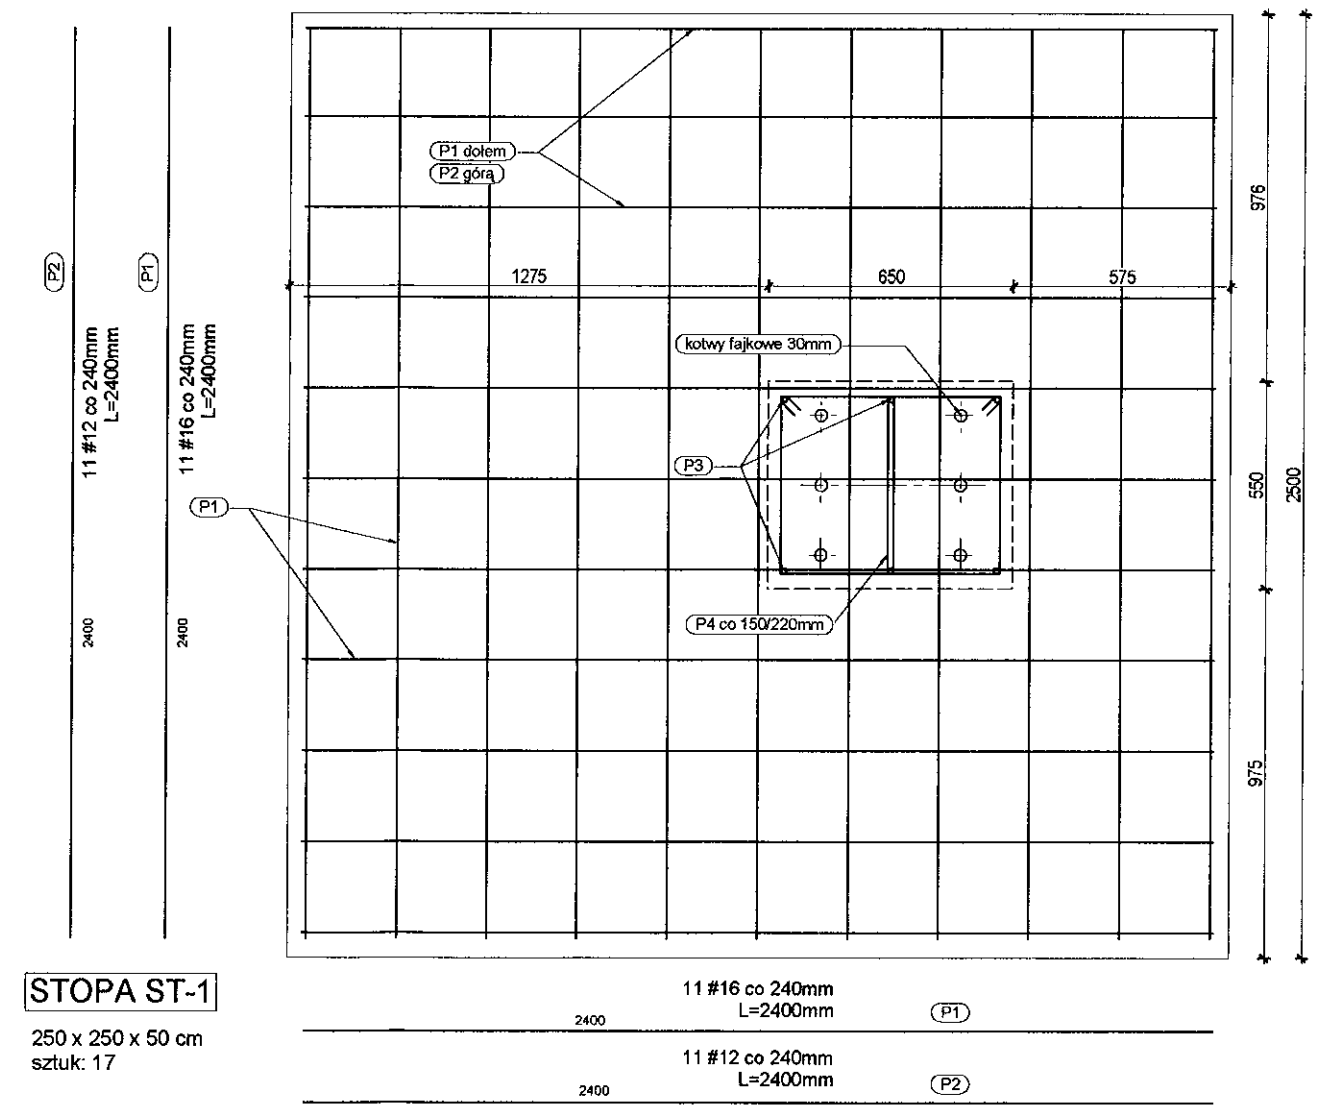 P1 dołem
P2 górą
976
P2
P1
1275
650
575
11 #12 co 240mm
L=2400mm
11 #16 co 240mm
L=2400mm
kotwy fajkowe 30mm
P3
550
2500
P1
P4 co 150/220mm
2400
2400
975
STOPA ST-1
250 x 250 x 50 cm
sztuk: 17
11 #16 co 240mm
L=2400mm
P1
2400
11 #12 co 240mm
L=2400mm
P2
2400